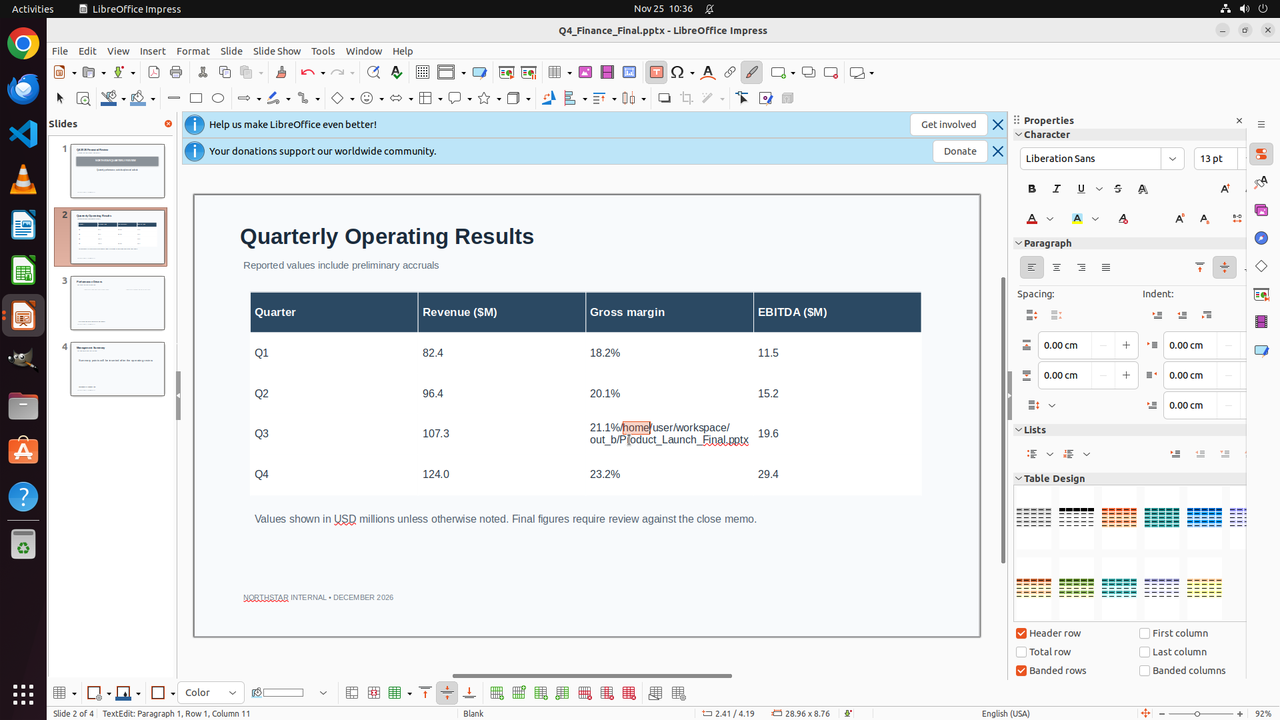 Activities
LibreOffice Impress
Nov 25 10:36
Q4_Finance_Final.pptx - LibreOffice Impress
File Edit View Insert Format Slide Slide Show Tools Window Help
Slides
Help us make LibreOffice even better!
Get involved
Your donations support our worldwide community.
Donate
1
2
3
4
Quarterly Operating Results
Reported values include preliminary accruals
Quarter Revenue ($M) Gross margin EBITDA ($M)
Q1 82.4 18.2% 11.5
Q2 96.4 20.1% 15.2
Q3 107.3 21.1%/home/user/workspace/
out_b/Product_Launch_Final.pptx 19.6
Q4 124.0 23.2% 29.4
Values shown in USD millions unless otherwise noted. Final figures require review against the close memo.
NORTHSTAR INTERNAL • DECEMBER 2026
Properties
Character
Liberation Sans
13 pt
Paragraph
Spacing:
Indent:
0.00 cm
0.00 cm
0.00 cm
0.00 cm
0.00 cm
Lists
Table Design
Header row
First column
Total row
Last column
Banded rows
Banded columns
Color
Slide 2 of 4
TextEdit: Paragraph 1, Row 1, Column 11
Blank
2.41 / 4.19
28.96 x 8.76
English (USA)
92%